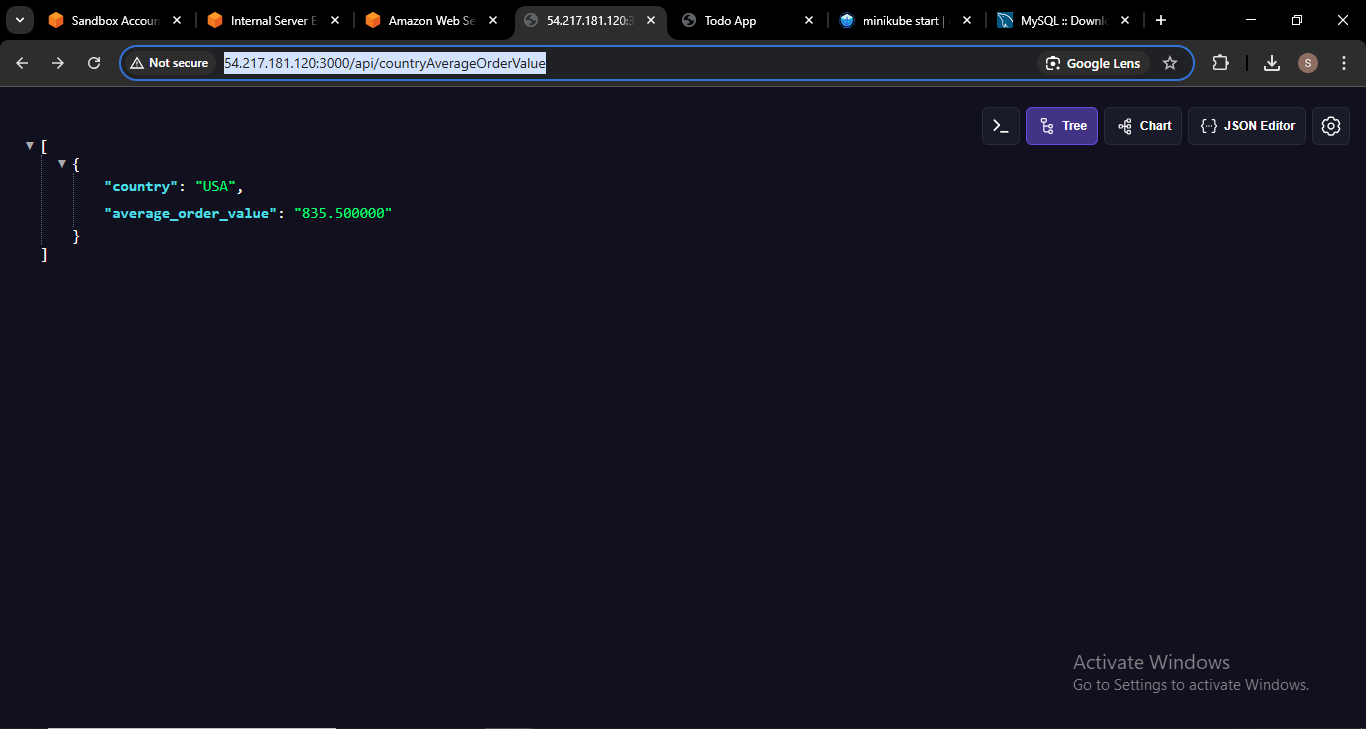 Sandbox Accoun
Internal Server E
Amazon Web Se
54.217.181.120:3
Todo App
minikube start |
MySQL :: Downl
Not secure
54.217.181.120:3000/api/countryAverageOrderValue
Google Lens
S
>_
Tree
Chart
{··} JSON Editor
[
{
"country": "USA",
"average_order_value": "835.500000"
}
]
Activate Windows
Go to Settings to activate Windows.